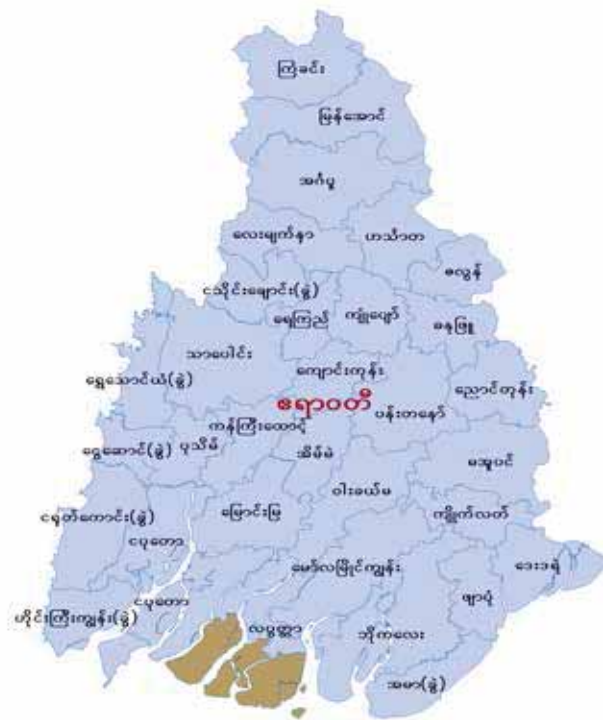 ကြံခင်း
မြန်အောင်
အင်္ဂပူ
လေးမျက်နှာ
ဟင်္သာတ
ဇလွန်
ငသိုင်းချောင်း(ခွဲ)
ရေကြည်
ကျုံပျော်
ဓနုဖြူ
သာပေါင်း
ကျောင်းကုန်း
ရွှေသောင်ယံ(ခွဲ)
ညောင်တုန်း
ဧရာဝတီ
ပန်းတနော်
ကန်ကြီးထောင့်
ငွေဆောင်(ခွဲ)
ပုသိမ်
အိမ်မဲ
မအူပင်
ဝါးခယ်မ
ငရုတ်ကောင်း(ခွဲ)
မြောင်းမြ
ကျိုက်လတ်
ငပုတော
မော်လမြိုင်ကျွန်း
ဒေးဒရဲ
ငပုတော
ဖျာပုံ
ဟိုင်းကြီးကျွန်း(ခွဲ)
လပွတ္တာ
ဘိုကလေး
အမာ(ခွဲ)